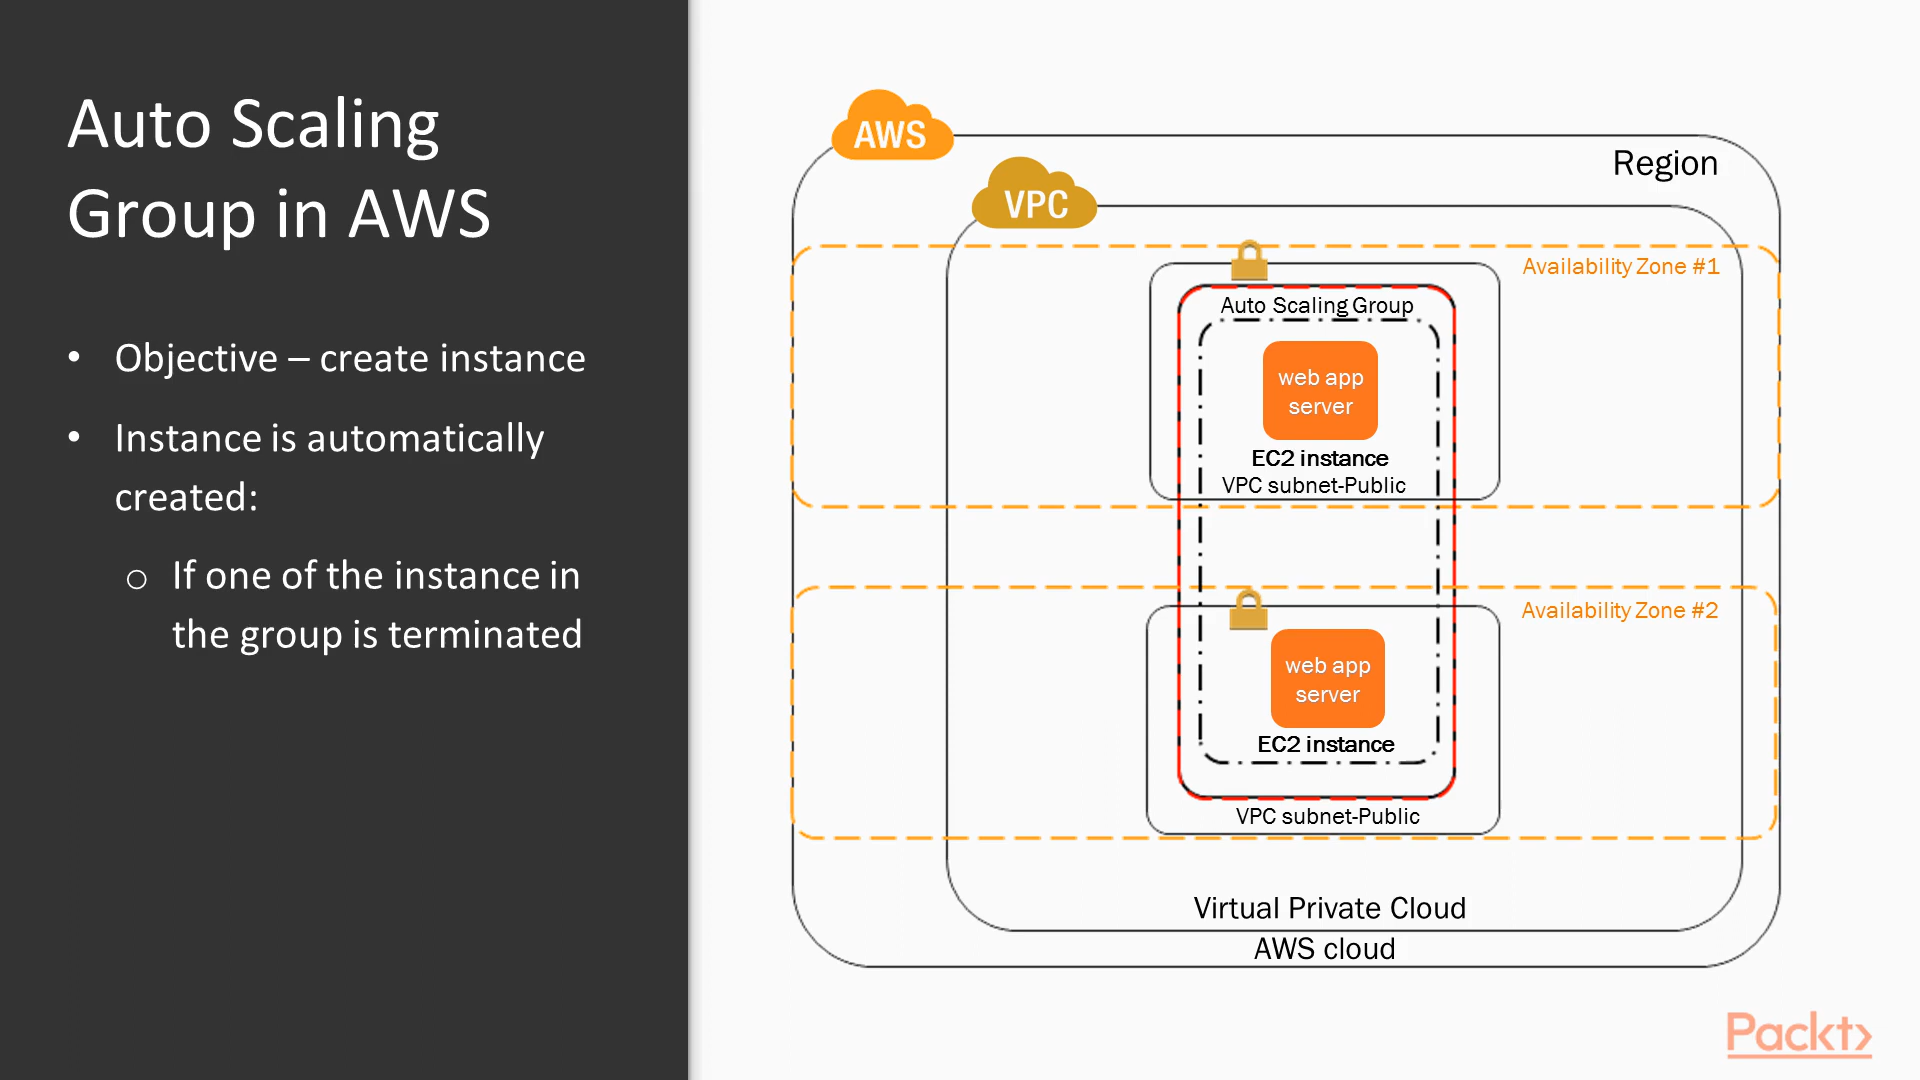 Auto Scaling
Group in AWS
• Objective – create instance
• Instance is automatically
created:
o If one of the instance in
the group is terminated
AWS
Region
VPC
Availability Zone #1
Auto Scaling Group
web app
server
EC2 instance
VPC subnet-Public
Availability Zone #2
web app
server
EC2 instance
VPC subnet-Public
Virtual Private Cloud
AWS cloud
Packt>